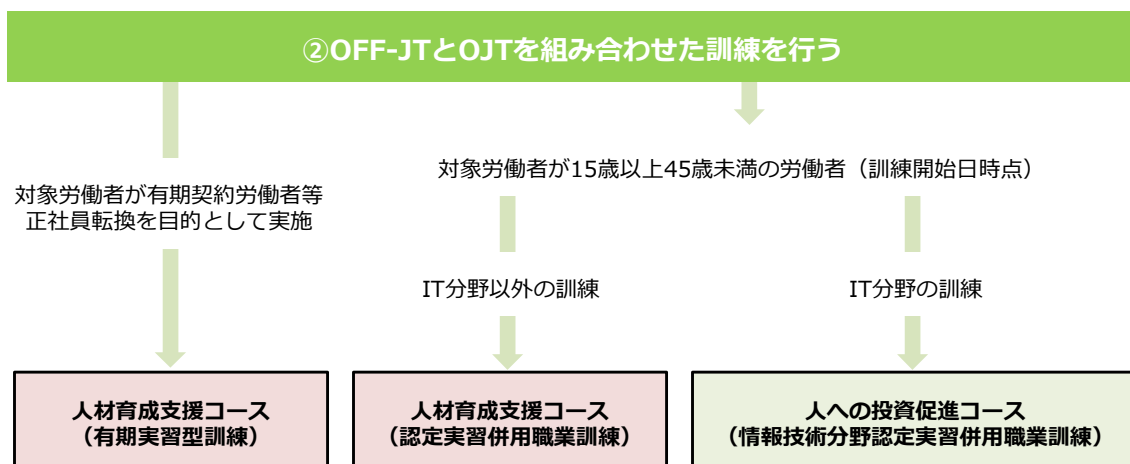 ②OFF-JTとOJTを組み合わせた訓練を行う
対象労働者が有期契約労働者等
正社員転換を目的として実施
対象労働者が15歳以上45歳未満の労働者（訓練開始日時点）
IT分野以外の訓練
IT分野の訓練
人材育成支援コース
（有期実習型訓練）
人材育成支援コース
（認定実習併用職業訓練）
人への投資促進コース
（情報技術分野認定実習併用職業訓練）